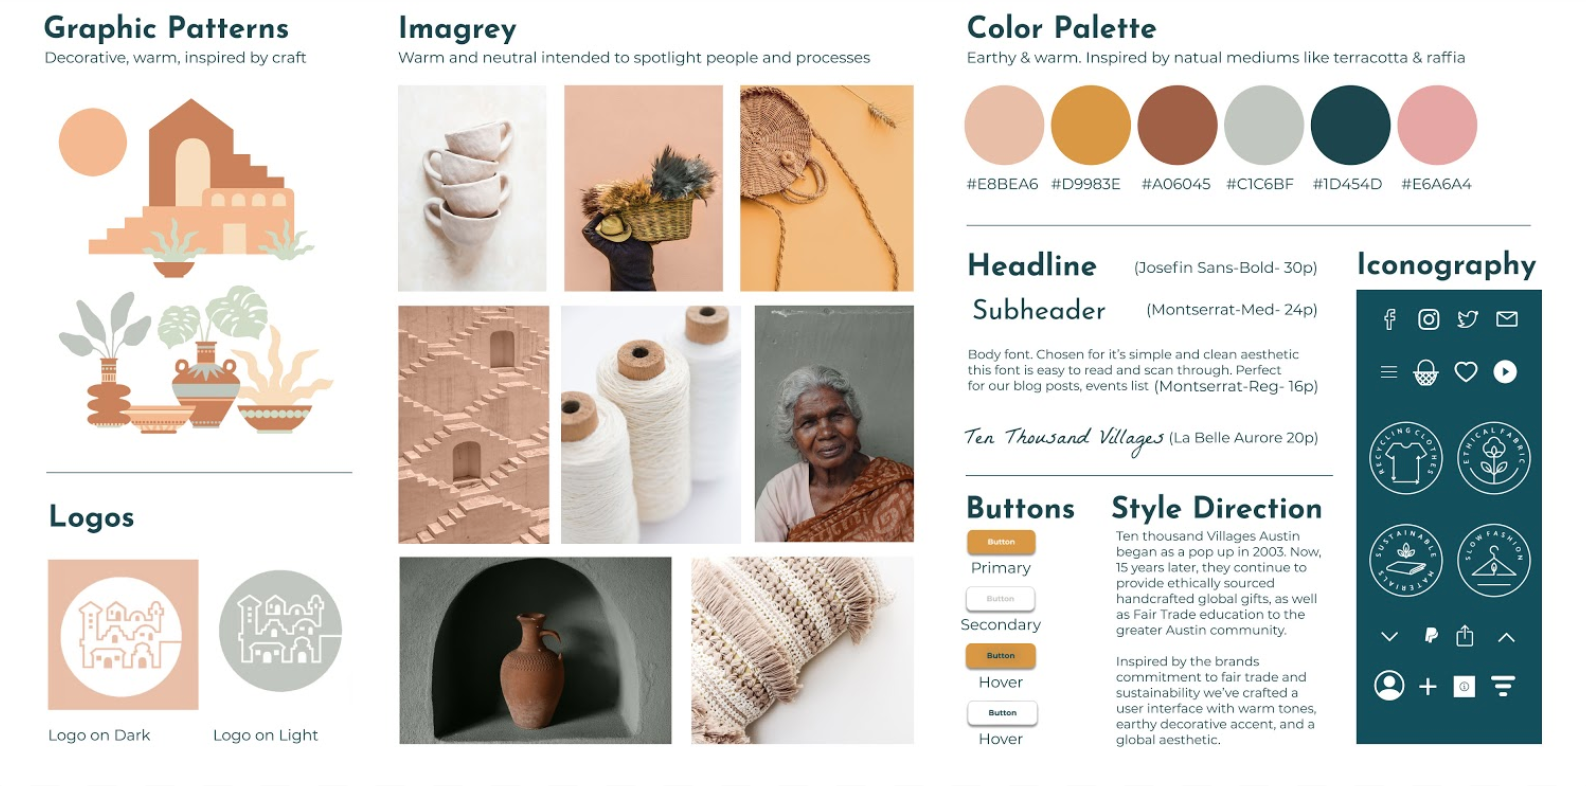 Graphic Patterns
Decorative, warm, inspired by craft
Logos
Logo on Dark
Logo on Light
Imagrey
Warm and neutral intended to spotlight people and processes
Color Palette
Earthy & warm. Inspired by natual mediums like terracotta & raffia
#E8BEA6 #D9983E #A06045 #C1C6BF #1D454D #E6A6A4
Headline (Josefin Sans-Bold- 30p)
Subheader (Montserrat-Med- 24p)
Body font. Chosen for it's simple and clean aesthetic
this font is easy to read and scan through. Perfect
for our blog posts, events list (Montserrat-Reg- 16p)
Ten Thousand Villages (La Belle Aurore 20p)
Buttons
Button
Primary
Button
Secondary
Button
Hover
Button
Hover
Style Direction
Ten thousand Villages Austin
began as a pop up in 2003. Now,
15 years later, they continue to
provide ethically sourced
handcrafted global gifts, as well
as Fair Trade education to the
greater Austin community.
Inspired by the brands
commitment to fair trade and
sustainability we've crafted a
user interface with warm tones,
earthy decorative accent, and a
global aesthetic.
Iconography
RECYCLING CLOTHES
ETHICAL FABRIC
SUSTAINABLE MATERIALS
SLOW FASHION